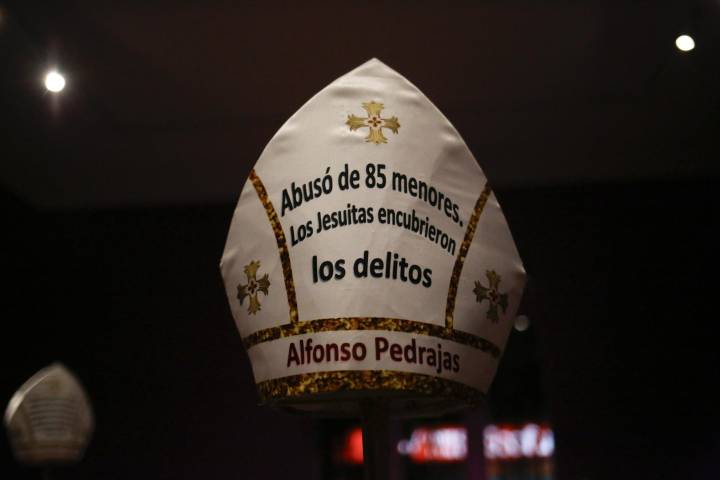 Abusó de 85 menores.
Los Jesuitas encubrieron
los delitos
Alfonso Pedrajas